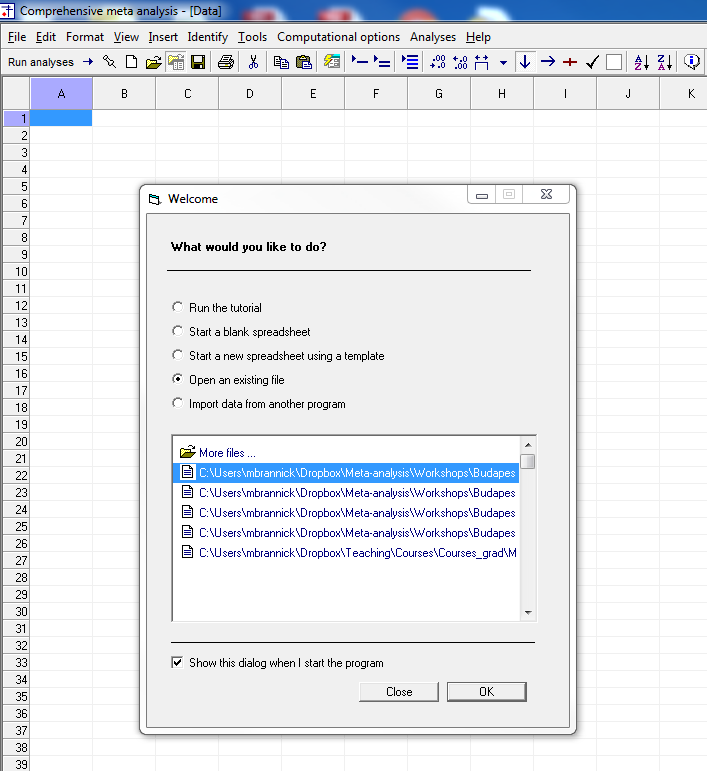 Comprehensive meta analysis - [Data]
File Edit Format View Insert Identify Tools Computational options Analyses Help
Run analyses
A B C D E F G H I J K
1
2
3
4
5
6
7
8
9
10
11
12
13
14
15
16
17
18
19
20
21
22
23
24
25
26
27
28
29
30
31
32
33
34
35
36
37
38
39
Welcome
What would you like to do?
Run the tutorial
Start a blank spreadsheet
Start a new spreadsheet using a template
Open an existing file
Import data from another program
More files ...
C:\Users\mbrannick\Dropbox\Meta-analysis\Workshops\Budapes
C:\Users\mbrannick\Dropbox\Meta-analysis\Workshops\Budapes
C:\Users\mbrannick\Dropbox\Meta-analysis\Workshops\Budapes
C:\Users\mbrannick\Dropbox\Meta-analysis\Workshops\Budapes
C:\Users\mbrannick\Dropbox\Teaching\Courses\Courses_grad\M
Show this dialog when I start the program
Close OK